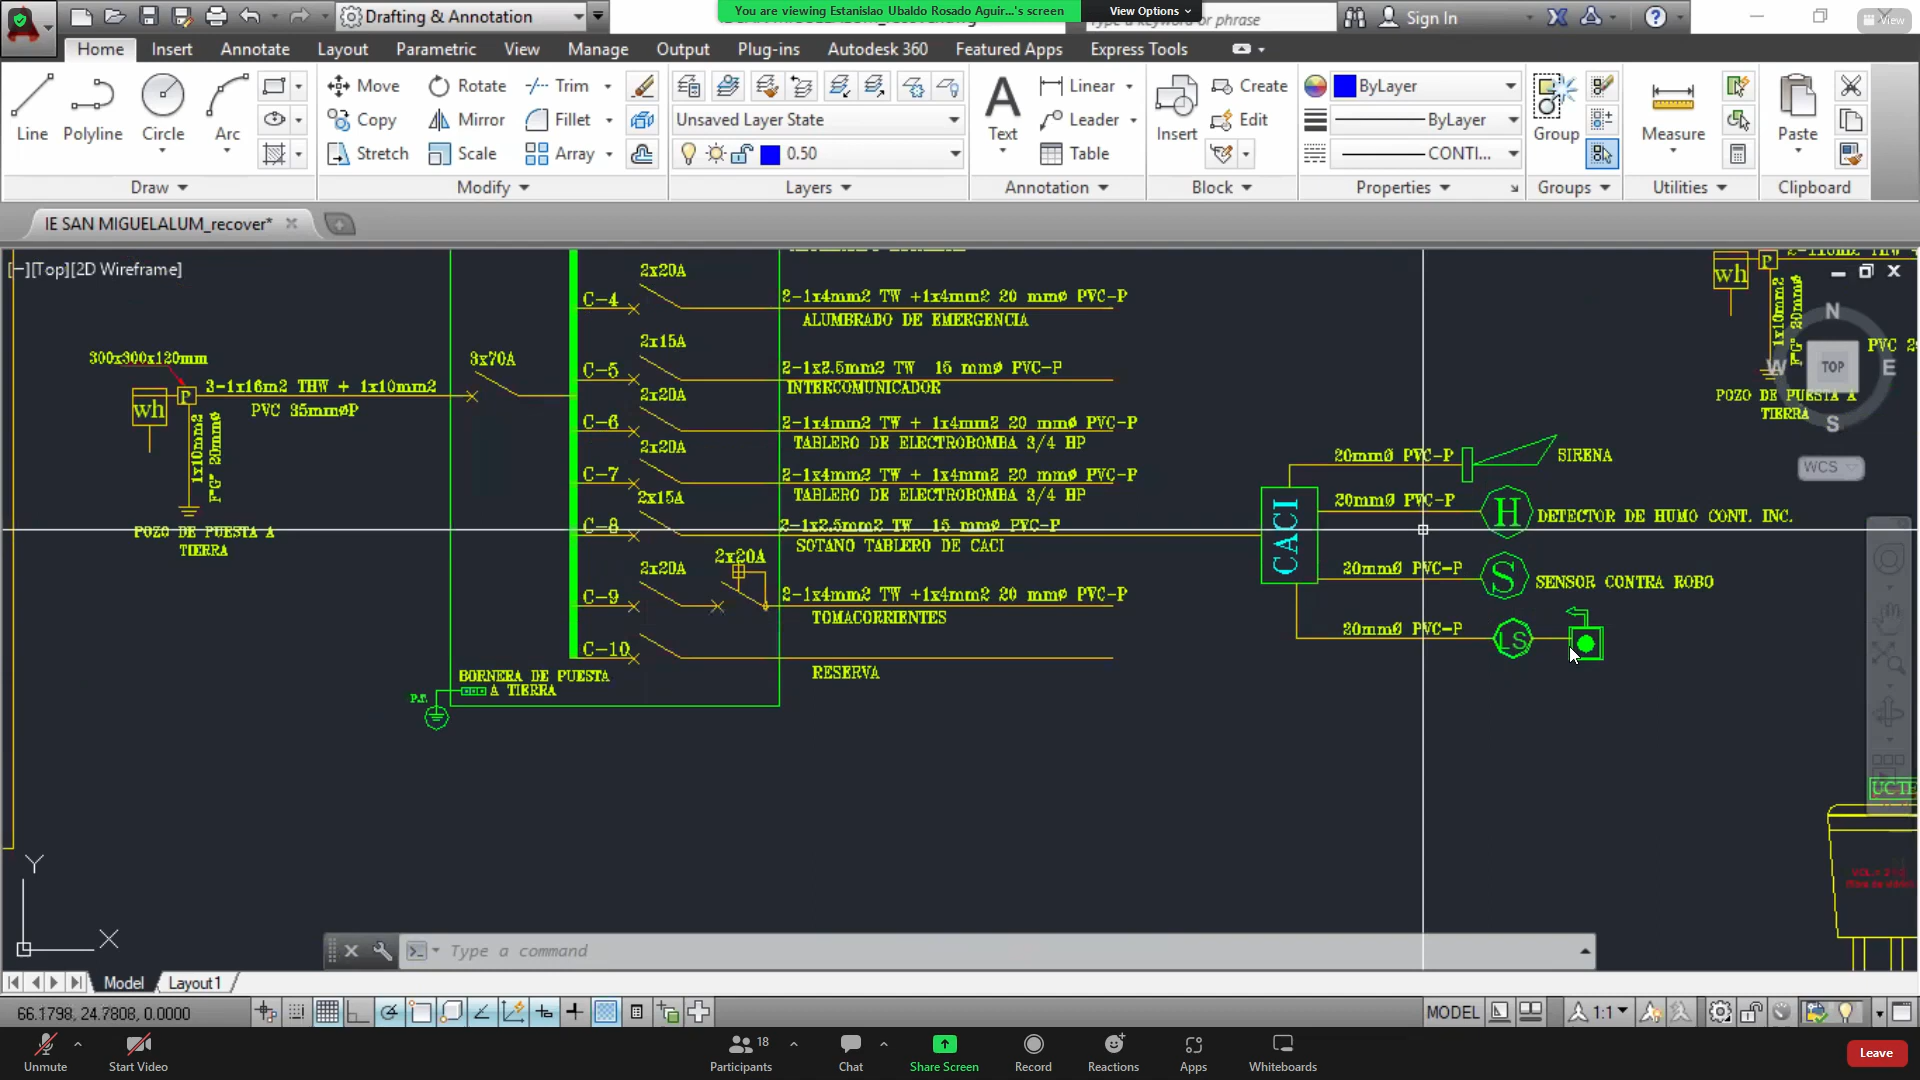 Drafting & Annotation
You are viewing Estanislao Ubaldo Rosado Aguir...'s screen
View Options
Type a keyword or phrase
Sign In
View
Home
Insert
Annotate
Layout
Parametric
View
Manage
Output
Plug-ins
Autodesk 360
Featured Apps
Express Tools
Line
Polyline
Circle
Arc
Draw
Move
Rotate
Trim
Copy
Mirror
Fillet
Stretch
Scale
Array
Modify
Unsaved Layer State
0.50
Layers
Text
Linear
Leader
Table
Annotation
Insert
Create
Edit
Block
ByLayer
ByLayer
CONTI...
Properties
Group
Groups
Measure
Utilities
Paste
Clipboard
IE SAN MIGUELALUM_recover*
[−][Top][2D Wireframe]
300x300x120mm
wh
P
3-1x16m2 THW + 1x10mm2
PVC 35mmøP
1x10mm2
F°G° 20mmø
POZO DE PUESTA A
TIERRA
3x70A
2x20A
C-4
2-1x4mm2 TW +1x4mm2 20 mmø PVC-P
ALUMBRADO DE EMERGENCIA
2x15A
C-5
2-1x2.5mm2 TW 15 mmø PVC-P
INTERCOMUNICADOR
2x20A
C-6
2-1x4mm2 TW + 1x4mm2 20 mmø PVC-P
TABLERO DE ELECTROBOMBA 3/4 HP
2x20A
C-7
2-1x4mm2 TW + 1x4mm2 20 mmø PVC-P
TABLERO DE ELECTROBOMBA 3/4 HP
2x15A
C-8
2-1x2.5mm2 TW 15 mmø PVC-P
SOTANO TABLERO DE CACI
2x20A
2x20A
C-9
2-1x4mm2 TW +1x4mm2 20 mmø PVC-P
TOMACORRIENTES
C-10
RESERVA
BORNERA DE PUESTA
A TIERRA
P.T.
CACI
20mmØ PVC-P
SIRENA
20mmØ PVC-P
H
DETECTOR DE HUMO CONT. INC.
20mmØ PVC-P
S
SENSOR CONTRA ROBO
20mmØ PVC-P
LS
wh
P
1x10mm2
F°G° 20mmø
POZO DE PUESTA A
TIERRA
N
W
TOP
E
S
WCS
Y
X
Type a command
Model
Layout1
66.1798, 24.7808, 0.0000
MODEL
1:1
Unmute
Start Video
Participants
18
Chat
Share Screen
Record
Reactions
Apps
Whiteboards
Leave